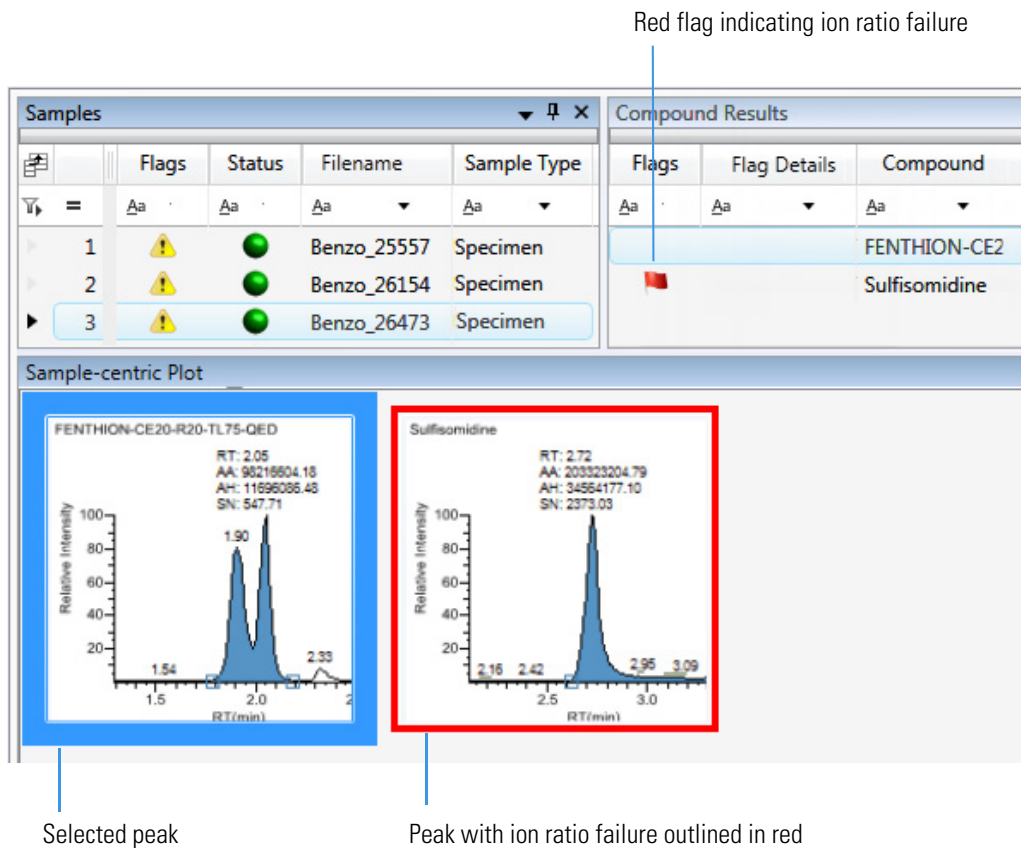 Red flag indicating ion ratio failure
Samples
Compound Results
Flags Status Filename Sample Type
Flags Flag Details Compound
= Aa Aa Aa Aa
Aa Aa Aa
1 Benzo_25557 Specimen
FENTHION-CE2
2 Benzo_26154 Specimen
Sulfisomidine
3 Benzo_26473 Specimen
Sample-centric Plot
FENTHION-CE20-R20-TL75-QED
RT: 2.05
AA: 98216604.18
AH: 11696086.48
SN: 547.71
Relative Intensity
100
80
60
40
20
1.90
1.54
2.33
1.5 2.0 2
RT(min)
Sulfisomidine
RT: 2.72
AA: 203323204.79
AH: 34564177.10
SN: 2373.03
Relative Intensity
100
80
60
40
20
2.16 2.42 2.95 3.09
2.5 3.0
RT(min)
Selected peak
Peak with ion ratio failure outlined in red